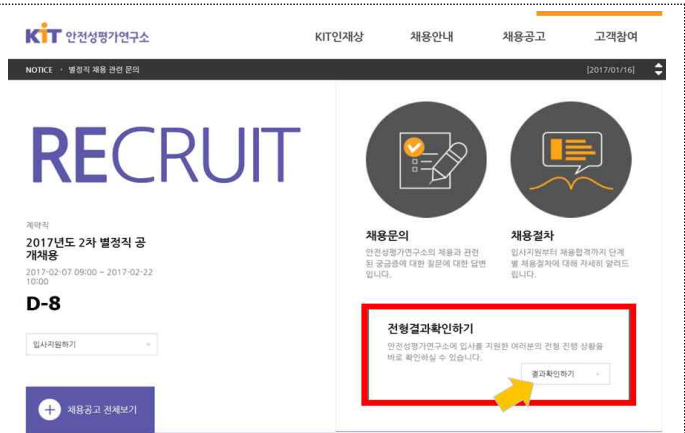 KIT 안전성평가연구소
KIT인재상 채용안내 채용공고 고객참여
NOTICE · 별정직 채용 관련 문의 [2017/01/16]
RECRUIT
계약직
2017년도 2차 별정직 공
개채용
2017-02-07 09:00 ~ 2017-02-22
10:00
D-8
입사지원하기
채용공고 전체보기
채용문의
안전성평가연구소의 채용과 관련
된 궁금증에 대한 질문에 대한 답변
입니다.
채용절차
입사지원부터 채용합격까지 단계
별 채용절차에 대해 자세히 알려드
립니다.
전형결과확인하기
안전성평가연구소에 입사를 지원한 여러분의 전형 진행 상황을
바로 확인하실 수 있습니다.
결과확인하기